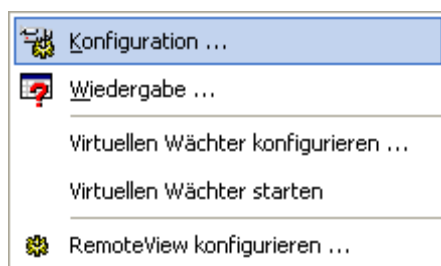 Konfiguration ...
Wiedergabe ...
Virtuellen Wächter konfigurieren ...
Virtuellen Wächter starten
RemoteView konfigurieren ...